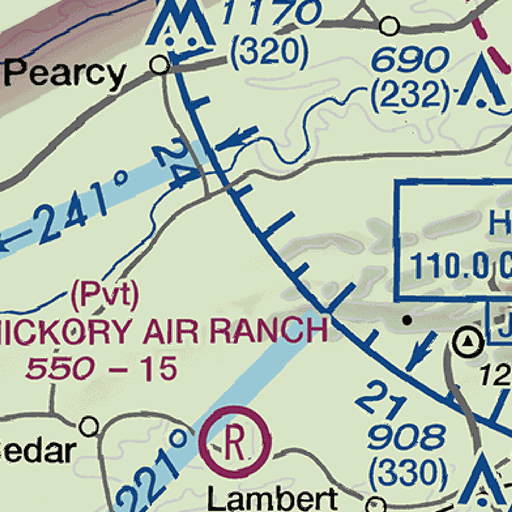 1170
(320)
Pearcy
690
(232)
24
241°
H
110.0
(Pvt)
HICKORY AIR RANCH
550 - 15
J
12
21
908
(330)
edar
221°
R
Lambert